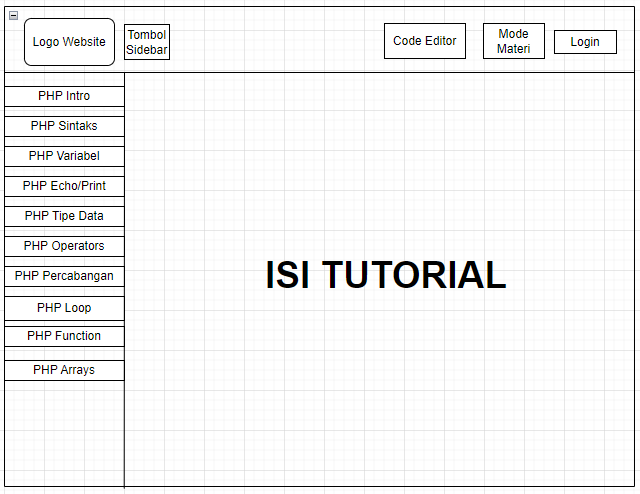 Logo Website
Tombol
Sidebar
Code Editor
Mode
Materi
Login
PHP Intro
PHP Sintaks
PHP Variabel
PHP Echo/Print
PHP Tipe Data
PHP Operators
PHP Percabangan
PHP Loop
PHP Function
PHP Arrays
ISI TUTORIAL